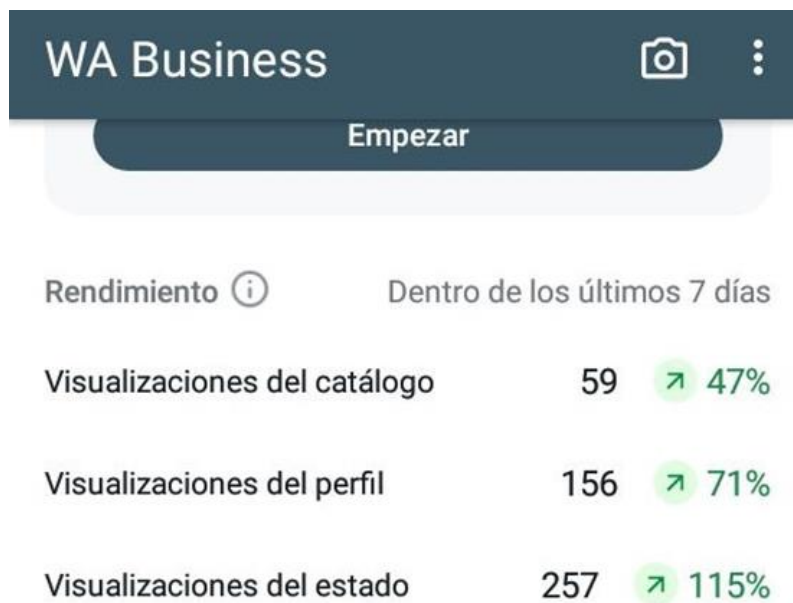 WA Business
Empezar
Rendimiento Dentro de los últimos 7 días
Visualizaciones del catálogo 59 47%
Visualizaciones del perfil 156 71%
Visualizaciones del estado 257 115%